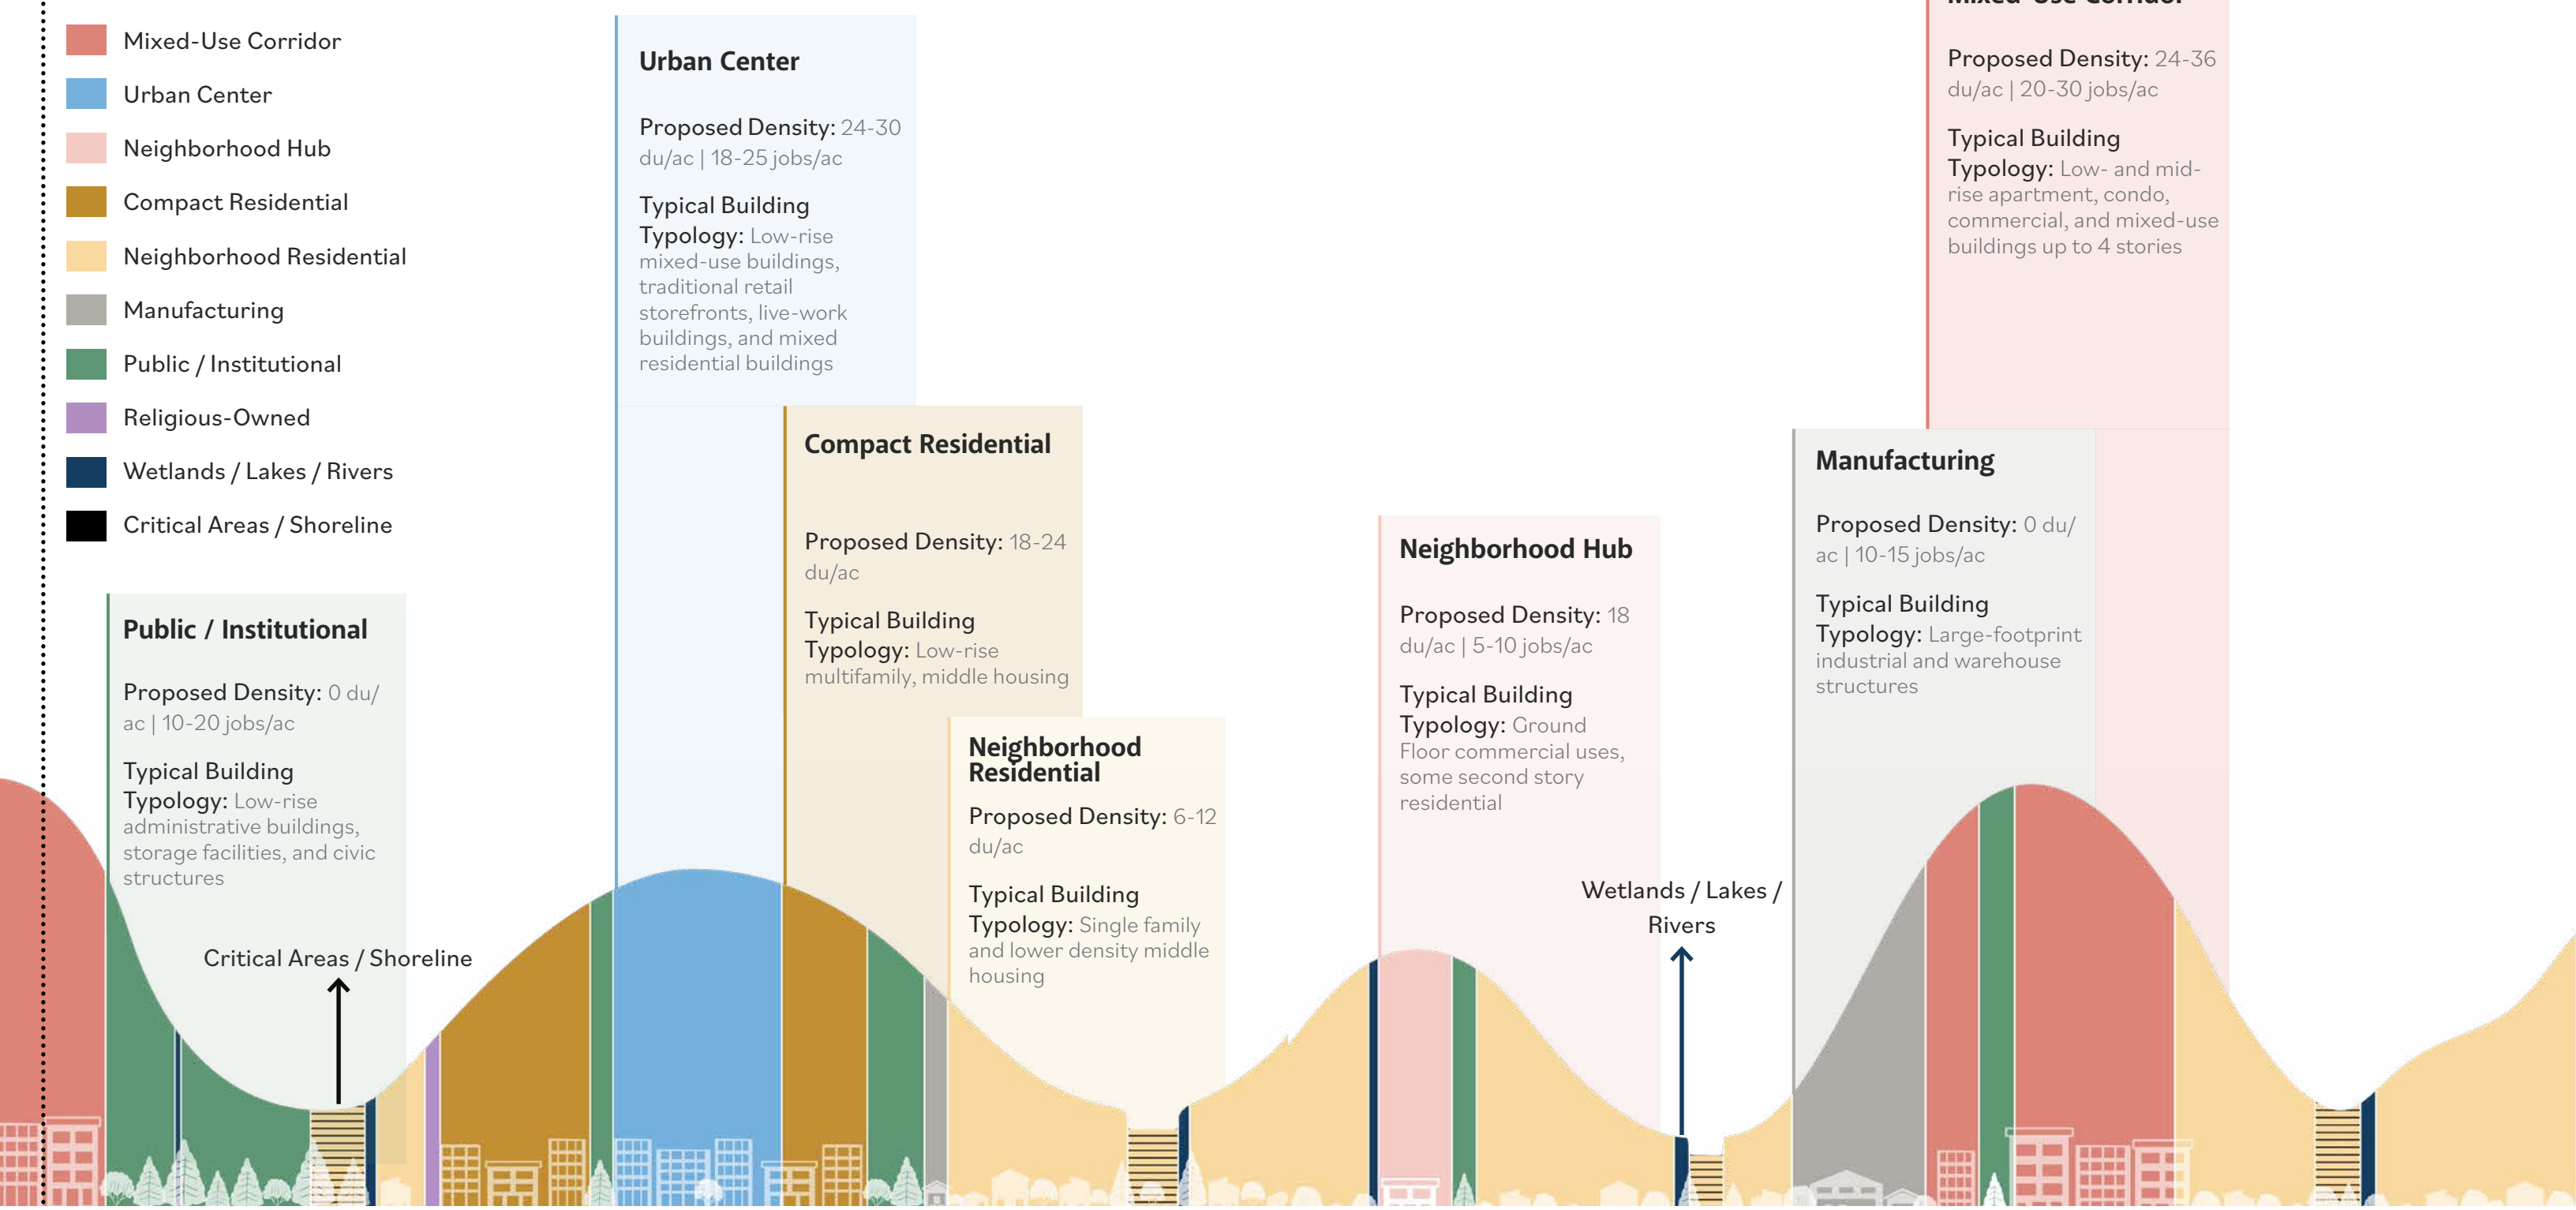 Mixed-Use Corridor
Urban Center
Neighborhood Hub
Compact Residential
Neighborhood Residential
Manufacturing
Public / Institutional
Religious-Owned
Wetlands / Lakes / Rivers
Critical Areas / Shoreline
Public / Institutional
Proposed Density: 0 du/
ac | 10-20 jobs/ac
Typical Building
Typology: Low-rise
administrative buildings,
storage facilities, and civic
structures
Critical Areas / Shoreline
Urban Center
Proposed Density: 24-30
du/ac | 18-25 jobs/ac
Typical Building
Typology: Low-rise
mixed-use buildings,
traditional retail
storefronts, live-work
buildings, and mixed
residential buildings
Compact Residential
Proposed Density: 18-24
du/ac
Typical Building
Typology: Low-rise
multifamily, middle housing
Neighborhood
Residential
Proposed Density: 6-12
du/ac
Typical Building
Typology: Single family
and lower density middle
housing
Neighborhood Hub
Proposed Density: 18
du/ac | 5-10 jobs/ac
Typical Building
Typology: Ground
Floor commercial uses,
some second story
residential
Wetlands / Lakes /
Rivers
Manufacturing
Proposed Density: 0 du/
ac | 10-15 jobs/ac
Typical Building
Typology: Large-footprint
industrial and warehouse
structures
Mixed-Use Corridor
Proposed Density: 24-36
du/ac | 20-30 jobs/ac
Typical Building
Typology: Low- and mid-
rise apartment, condo,
commercial, and mixed-use
buildings up to 4 stories